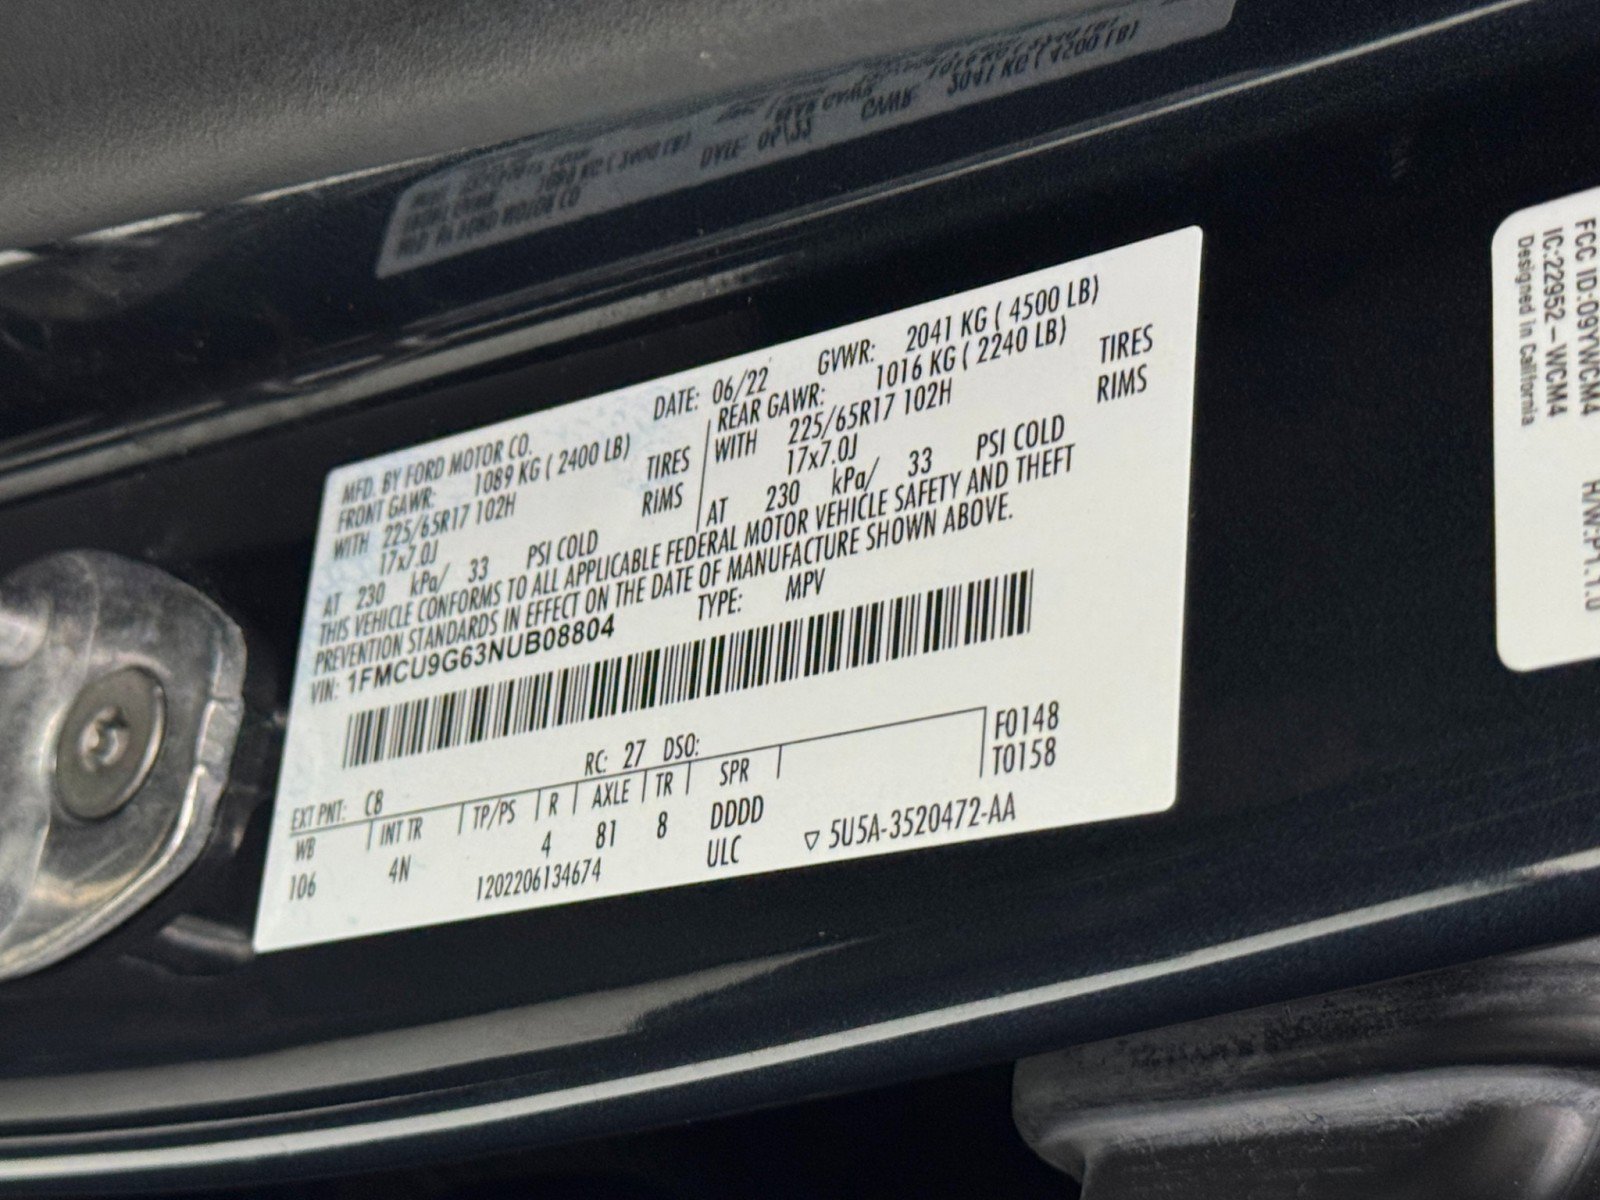 MFD. BY FORD MOTOR CO.
DATE: 06/22 GVWR: 2041 KG ( 4500 LB)
FRONT GAWR: 1089 KG ( 2400 LB)
REAR GAWR: 1016 KG ( 2240 LB)
WITH 225/65R17 102H TIRES
WITH 225/65R17 102H TIRES
17x7.0J RIMS
17x7.0J RIMS
AT 230 kPa/ 33 PSI COLD
AT 230 kPa/ 33 PSI COLD
THIS VEHICLE CONFORMS TO ALL APPLICABLE FEDERAL MOTOR VEHICLE SAFETY AND THEFT
PREVENTION STANDARDS IN EFFECT ON THE DATE OF MANUFACTURE SHOWN ABOVE.
VIN: 1FMCU9G63NUB08804 TYPE: MPV
EXT PNT: C8 RC: 27 DSO: F0148
T0158
WB INT TR TP/PS R AXLE TR SPR
106 4N 4 81 8 DDDD
1202206134674 ULC ▽ 5U5A-3520472-AA
FCC ID:O9YWCM4 H/W:P1.1.0
IC:22952-WCM4
Designed in California